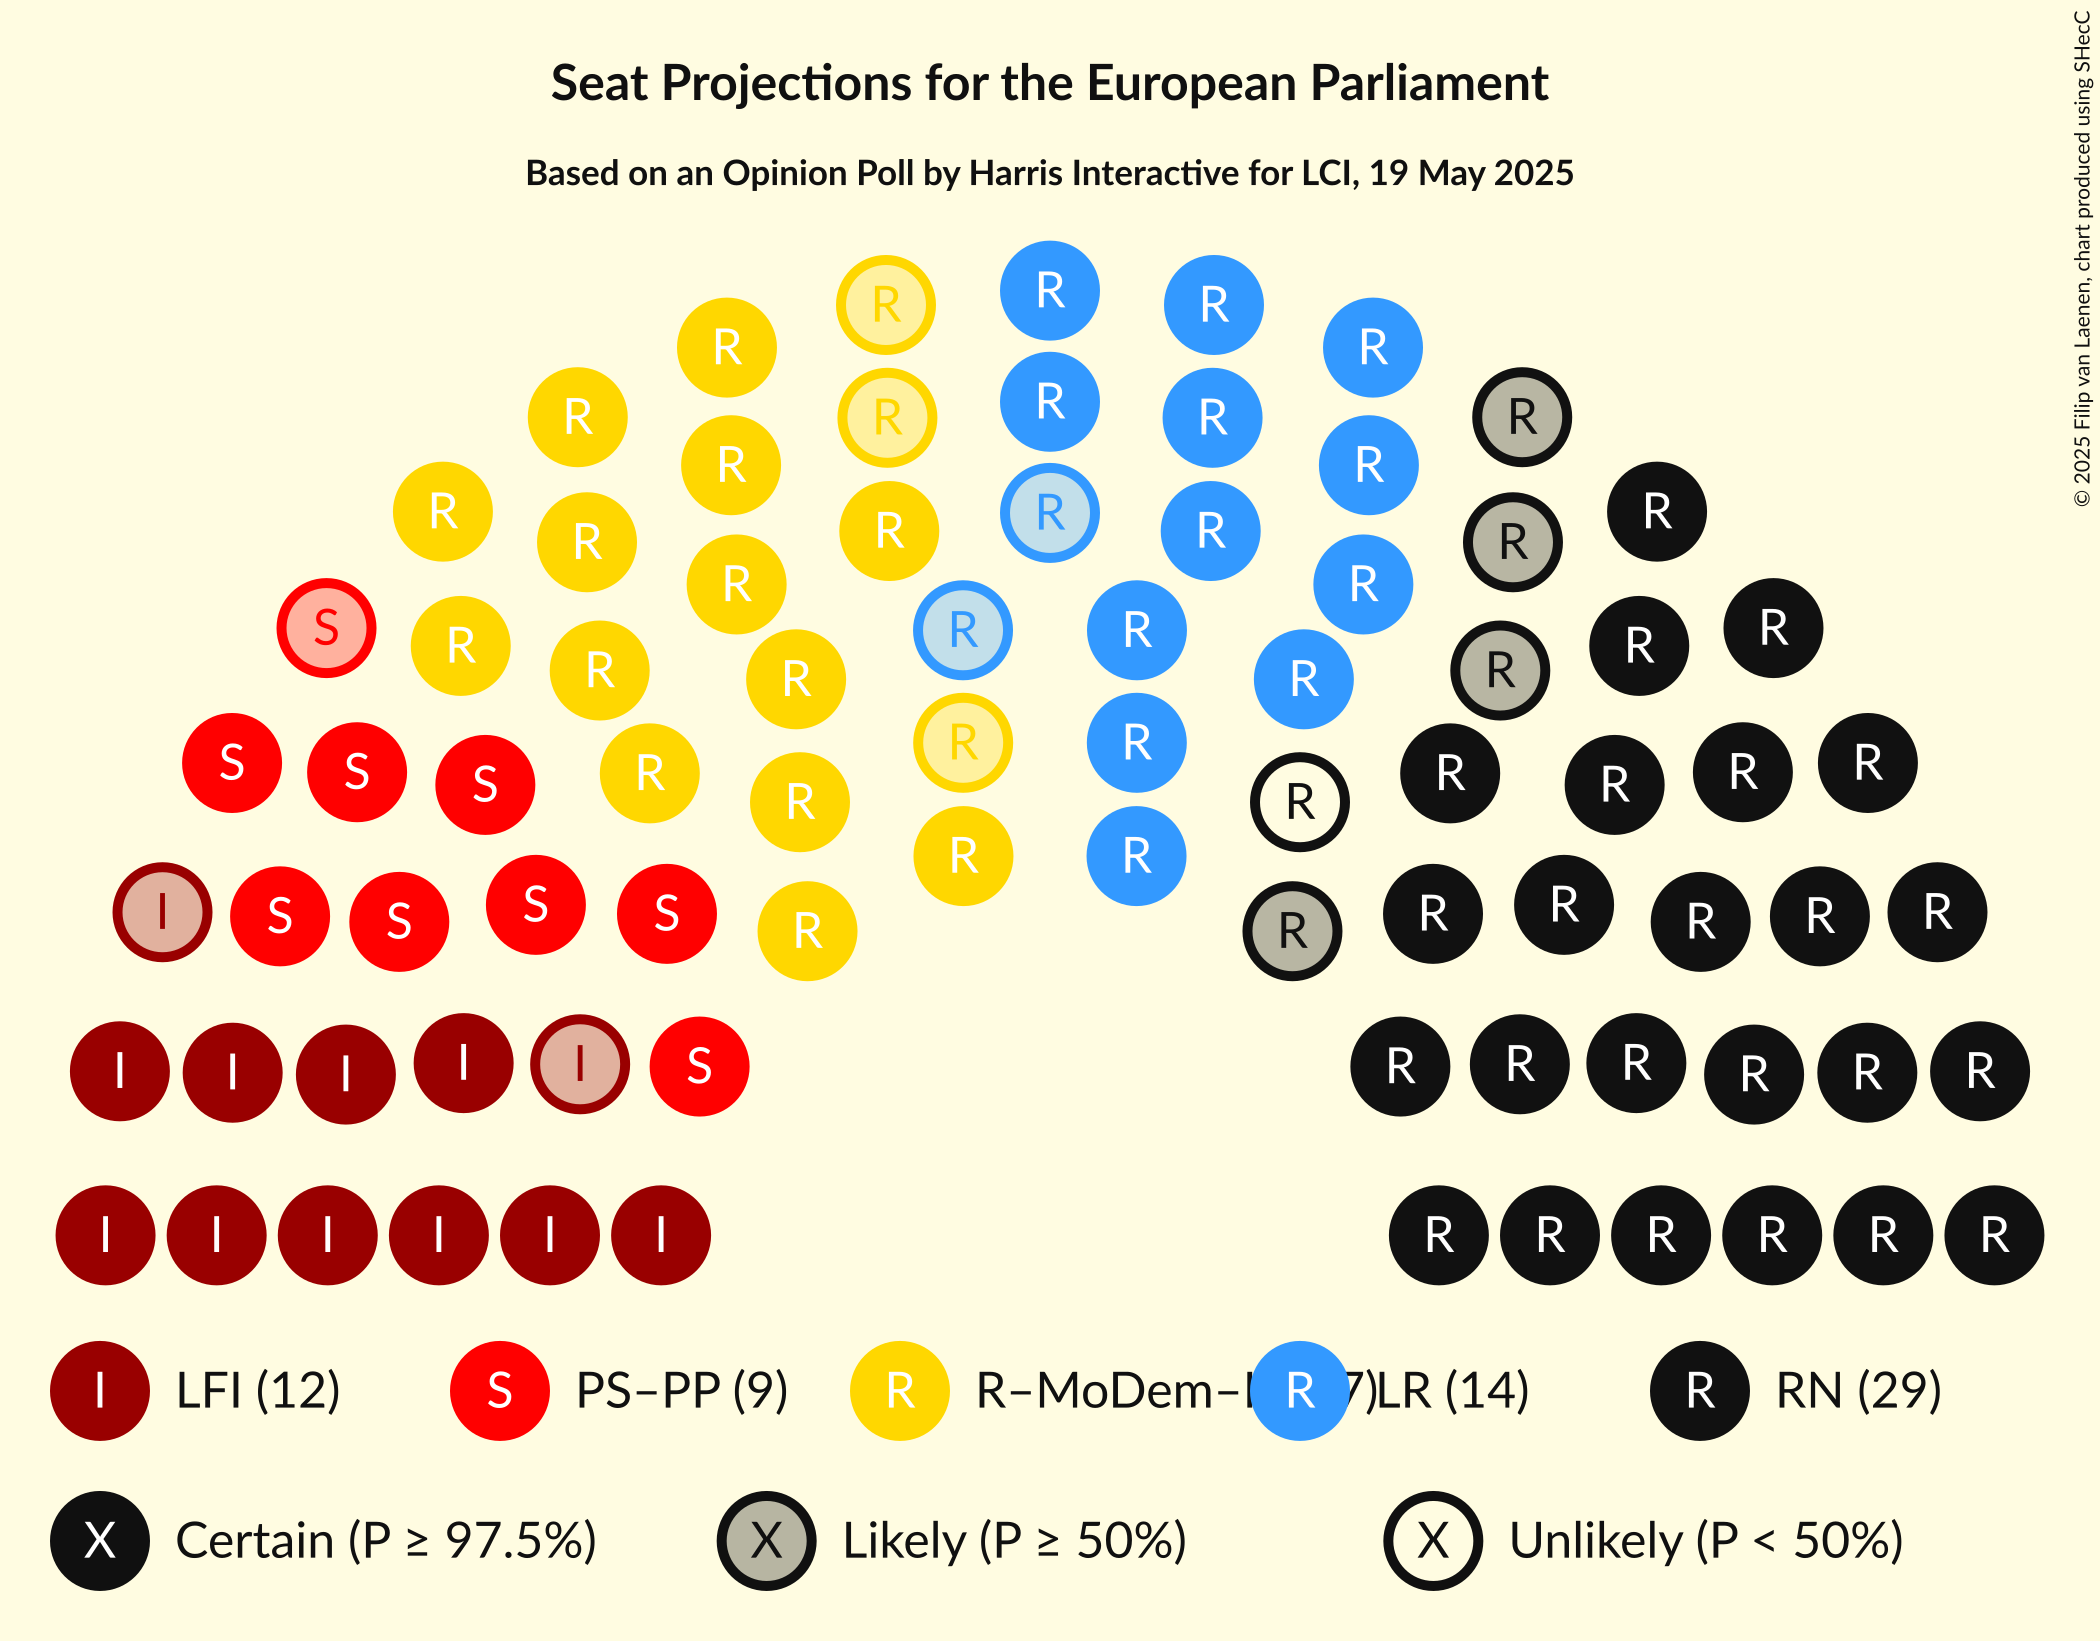 Seat Projections for the European Parliament
Based on an Opinion Poll by Harris Interactive for LCI, 19 May 2025
© 2025 Filip van Laenen, chart produced using SHecC
R R R
R R
R R R R R
R R
R R R R R R R
R R
S R R R R R
R R R R
S S S R R R R R R R R R
R R
I S S S S R R R R R R R
I I I I I S R R R R R R
I I I I I I R R R R R R
I LFI (12) S PS–PP (9) R R–MoDem– 7) R LR (14) R RN (29)
X Certain (P ≥ 97.5%) X Likely (P ≥ 50%) X Unlikely (P < 50%)